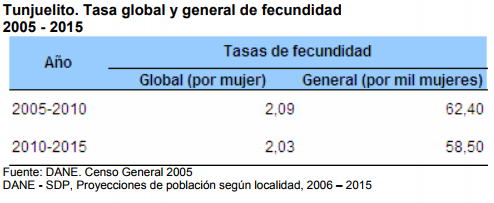 Tunjuelito. Tasa global y general de fecundidad
2005 - 2015
Año
Tasas de fecundidad
Global (por mujer) General (por mil mujeres)
2005-2010 2,09 62,40
2010-2015 2,03 58,50
Fuente: DANE. Censo General 2005
DANE - SDP, Proyecciones de población según localidad, 2006 – 2015